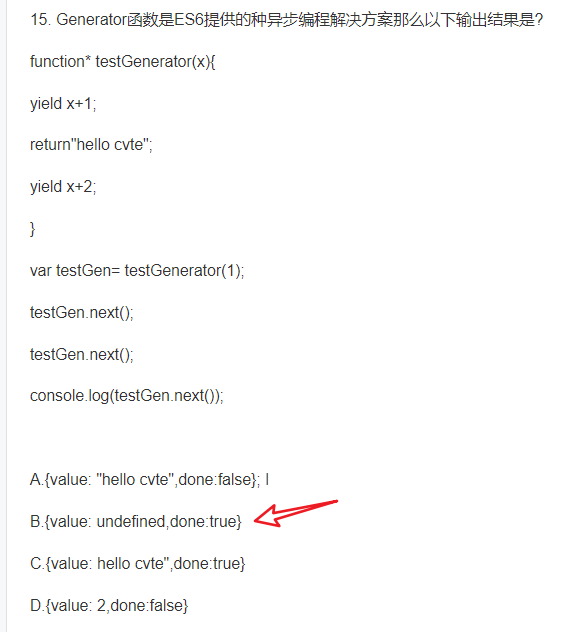 15. Generator函数是ES6提供的种异步编程解决方案那么以下输出结果是?
function* testGenerator(x){
yield x+1;
return"hello cvte";
yield x+2;
}
var testGen= testGenerator(1);
testGen.next();
testGen.next();
console.log(testGen.next());
A.{value: "hello cvte",done:false}; I
B.{value: undefined,done:true}
C.{value: hello cvte",done:true}
D.{value: 2,done:false}